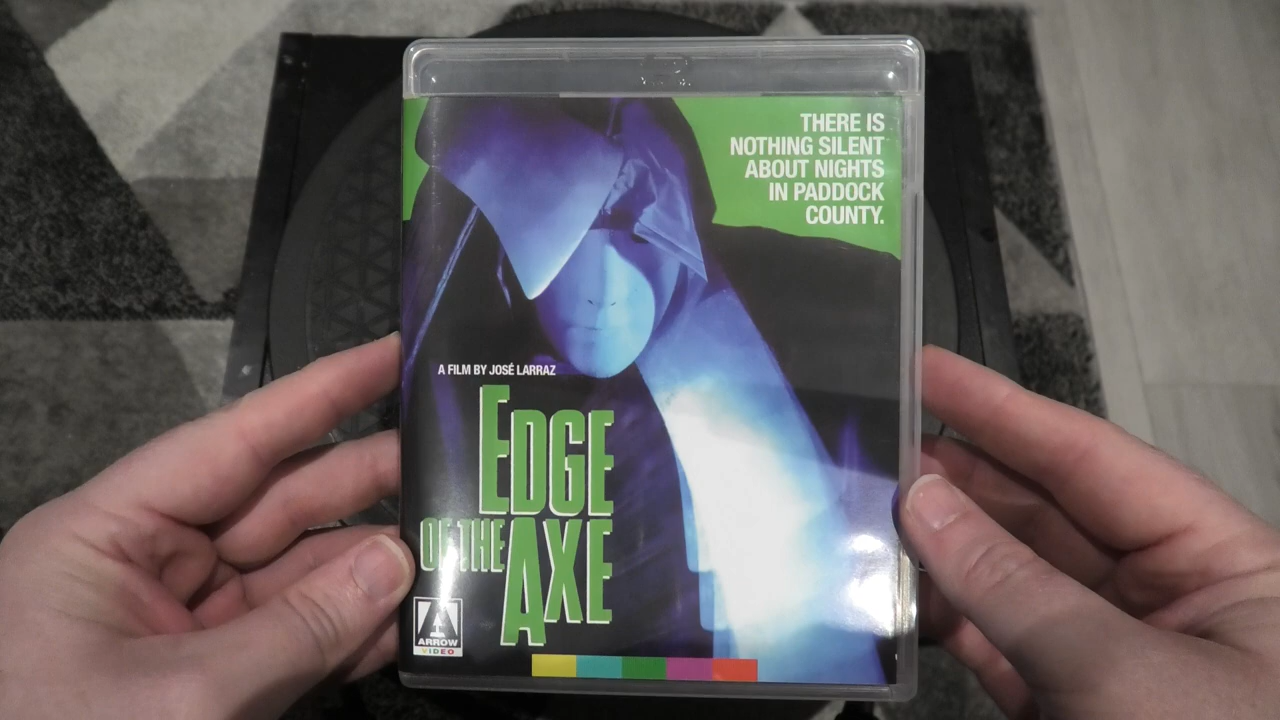 THERE IS
NOTHING SILENT
ABOUT NIGHTS
IN PADDOCK
COUNTY.
A FILM BY JOSÉ LARRAZ
EDGE
OF THE
AXE
ARROW
VIDEO